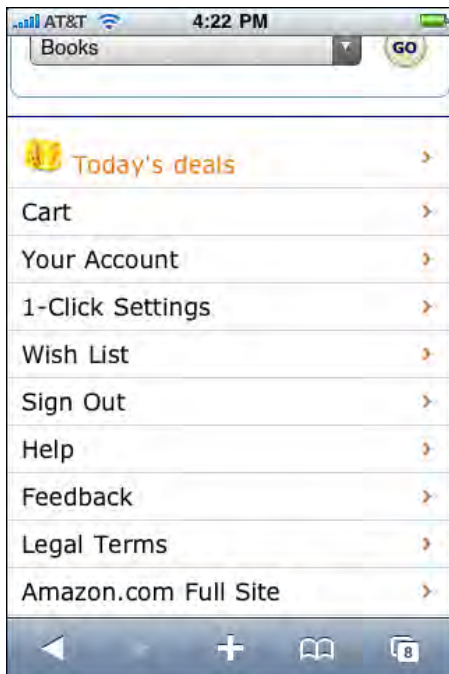 AT&T 4:22 PM
Books GO
Today's deals
Cart
Your Account
1-Click Settings
Wish List
Sign Out
Help
Feedback
Legal Terms
Amazon.com Full Site
8